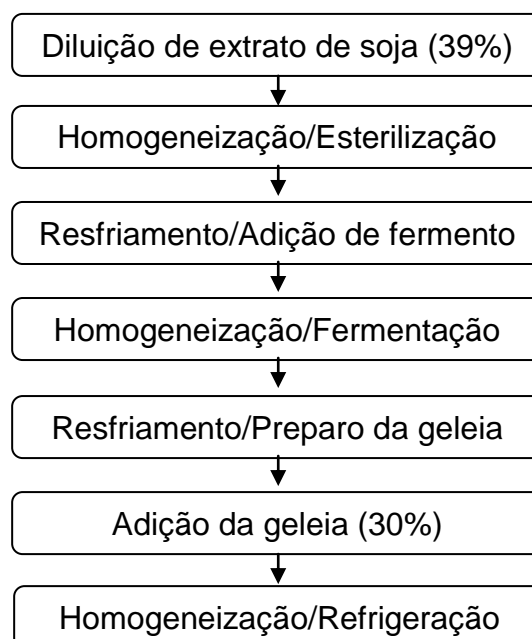 Diluição de extrato de soja (39%)
Homogeneização/Esterilização
Resfriamento/Adição de fermento
Homogeneização/Fermentação
Resfriamento/Preparo da geleia
Adição da geleia (30%)
Homogeneização/Refrigeração